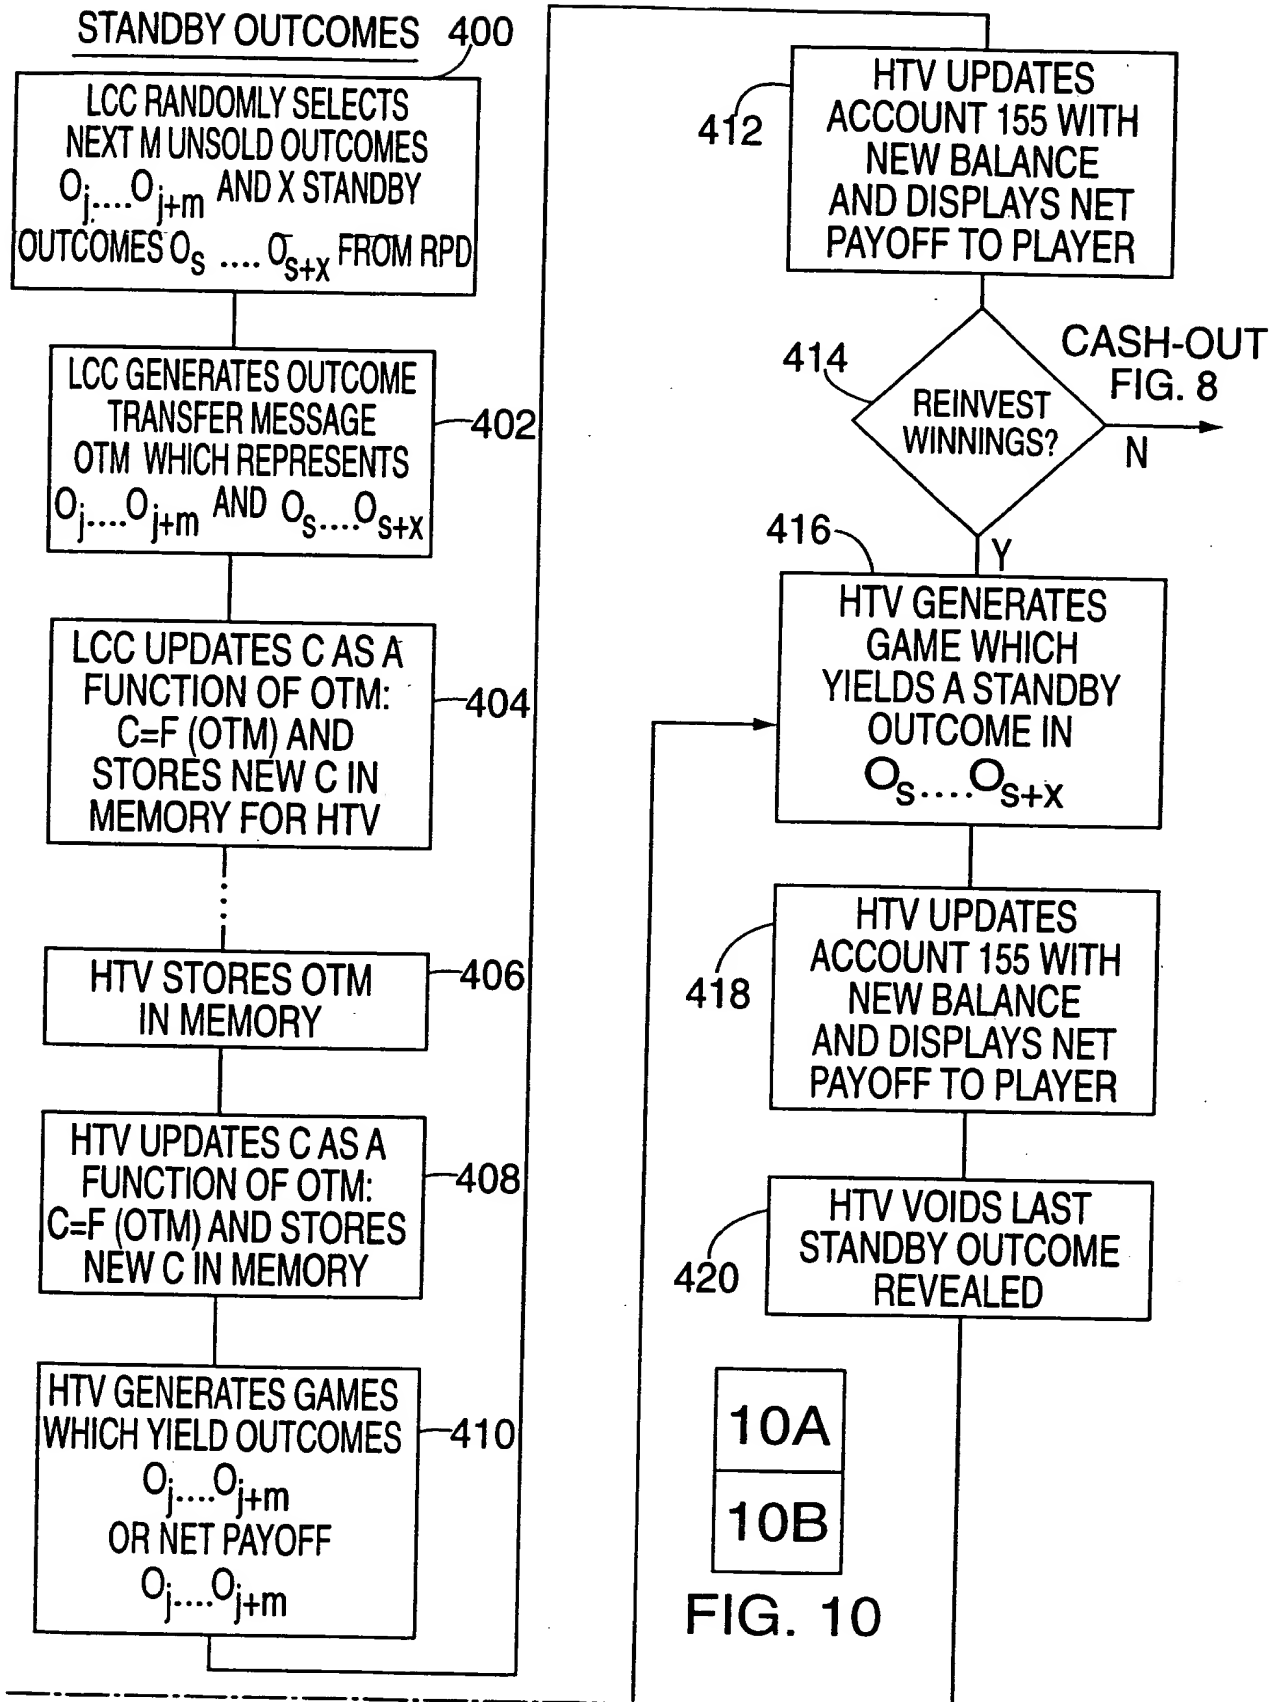 STANDBY OUTCOMES
400
LCC RANDOMLY SELECTS
NEXT M UNSOLD OUTCOMES
Oj....Oj+m AND X STANDBY
OUTCOMES Os .... Os+x FROM RPD
LCC GENERATES OUTCOME
TRANSFER MESSAGE
OTM WHICH REPRESENTS
Oj....Oj+m AND Os....Os+x
402
LCC UPDATES C AS A
FUNCTION OF OTM:
C=F (OTM) AND
STORES NEW C IN
MEMORY FOR HTV
404
HTV STORES OTM
IN MEMORY
406
HTV UPDATES C AS A
FUNCTION OF OTM:
C=F (OTM) AND STORES
NEW C IN MEMORY
408
HTV GENERATES GAMES
WHICH YIELD OUTCOMES
Oj....Oj+m
OR NET PAYOFF
Oj....Oj+m
410
HTV UPDATES
ACCOUNT 155 WITH
NEW BALANCE
AND DISPLAYS NET
PAYOFF TO PLAYER
412
414
REINVEST
WINNINGS?
CASH-OUT
FIG. 8
N
Y
416
HTV GENERATES
GAME WHICH
YIELDS A STANDBY
OUTCOME IN
Os....Os+x
HTV UPDATES
ACCOUNT 155 WITH
NEW BALANCE
AND DISPLAYS NET
PAYOFF TO PLAYER
418
HTV VOIDS LAST
STANDBY OUTCOME
REVEALED
420
10A
10B
FIG. 10